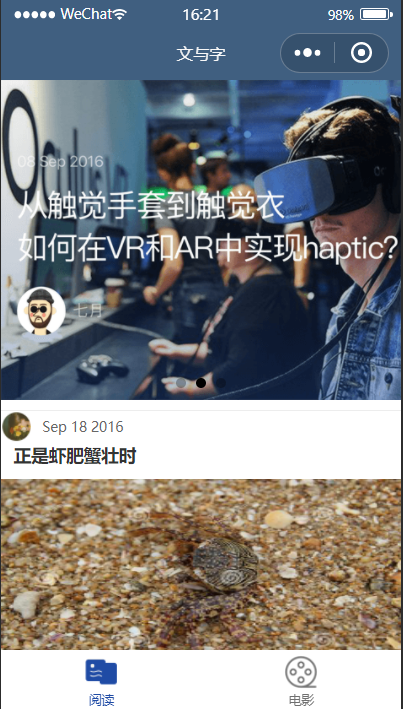 WeChat
16:21
98%
文与字
08 Sep 2016
从触觉手套到触觉衣
如何在VR和AR中实现haptic?
七月
Sep 18 2016
正是虾肥蟹壮时
阅读
电影